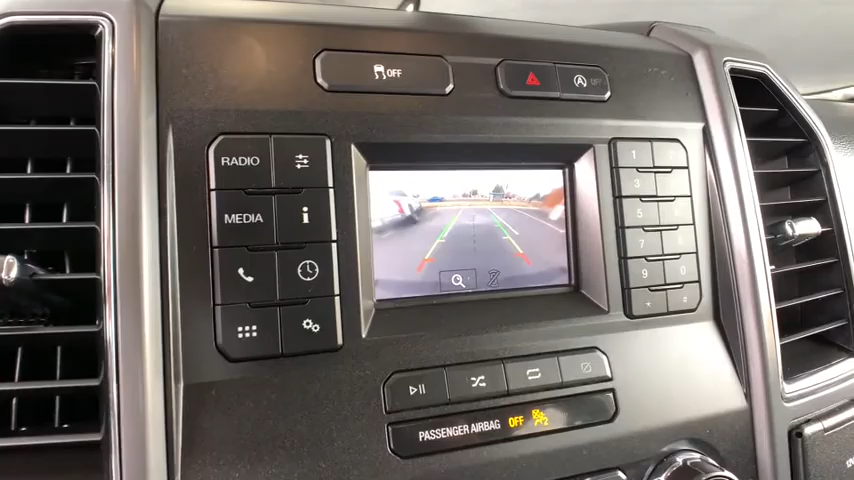 OFF
OFF
RADIO
MEDIA
i
1
3 4
5 6
7 8
9 0
* #
PASSENGER AIRBAG OFF 2